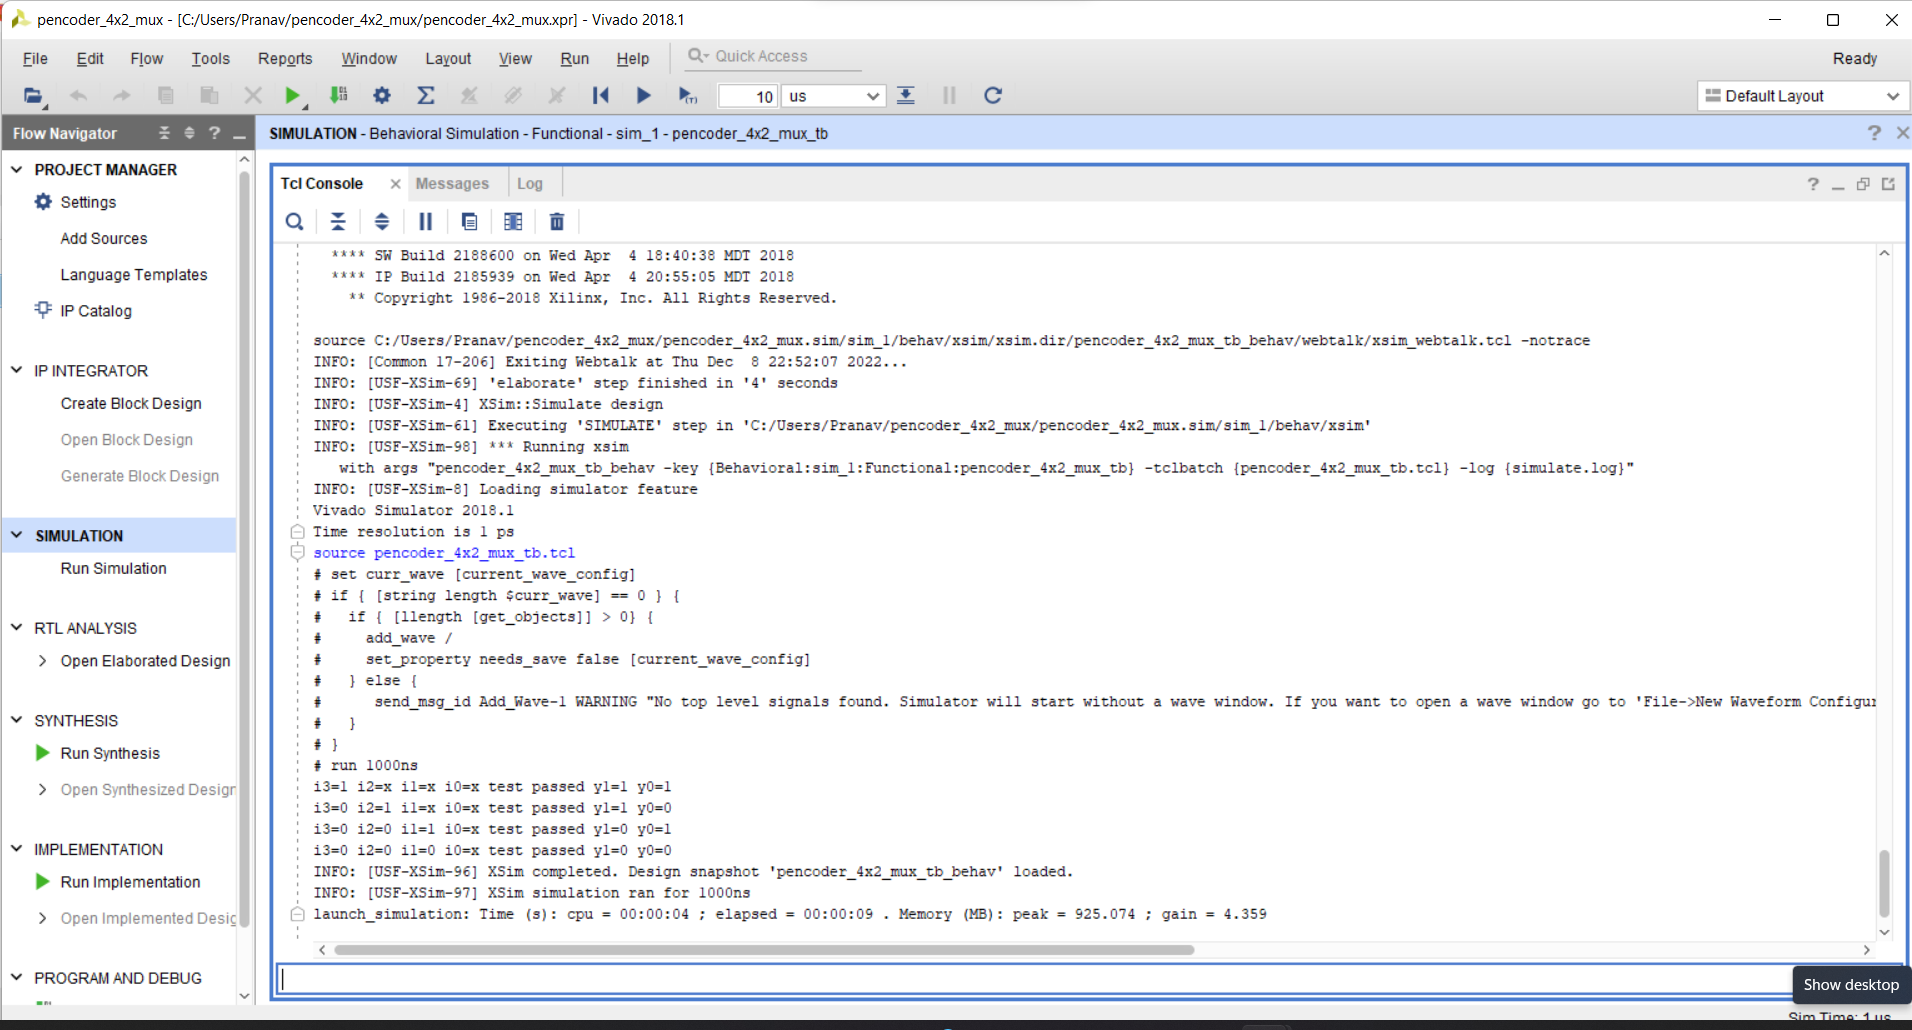 pencoder_4x2_mux - [C:/Users/Pranav/pencoder_4x2_mux/pencoder_4x2_mux.xpr] - Vivado 2018.1
File Edit Flow Tools Reports Window Layout View Run Help Quick Access Ready
10 us Default Layout
Flow Navigator
SIMULATION - Behavioral Simulation - Functional - sim_1 - pencoder_4x2_mux_tb
PROJECT MANAGER
Settings
Add Sources
Language Templates
IP Catalog
IP INTEGRATOR
Create Block Design
Open Block Design
Generate Block Design
SIMULATION
Run Simulation
RTL ANALYSIS
Open Elaborated Design
SYNTHESIS
Run Synthesis
Open Synthesized Design
IMPLEMENTATION
Run Implementation
Open Implemented Desig
PROGRAM AND DEBUG
Tcl Console Messages Log
**** SW Build 2188600 on Wed Apr  4 18:40:38 MDT 2018
**** IP Build 2185939 on Wed Apr  4 20:55:05 MDT 2018
** Copyright 1986-2018 Xilinx, Inc. All Rights Reserved.
source C:/Users/Pranav/pencoder_4x2_mux/pencoder_4x2_mux.sim/sim_1/behav/xsim/xsim.dir/pencoder_4x2_mux_tb_behav/webtalk/xsim_webtalk.tcl -notrace
INFO: [Common 17-206] Exiting Webtalk at Thu Dec  8 22:52:07 2022...
INFO: [USF-XSim-69] 'elaborate' step finished in '4' seconds
INFO: [USF-XSim-4] XSim::Simulate design
INFO: [USF-XSim-61] Executing 'SIMULATE' step in 'C:/Users/Pranav/pencoder_4x2_mux/pencoder_4x2_mux.sim/sim_1/behav/xsim'
INFO: [USF-XSim-98] *** Running xsim
with args "pencoder_4x2_mux_tb_behav -key {Behavioral:sim_1:Functional:pencoder_4x2_mux_tb} -tclbatch {pencoder_4x2_mux_tb.tcl} -log {simulate.log}"
INFO: [USF-XSim-8] Loading simulator feature
Vivado Simulator 2018.1
Time resolution is 1 ps
source pencoder_4x2_mux_tb.tcl
# set curr_wave [current_wave_config]
# if { [string length $curr_wave] == 0 } {
#   if { [llength [get_objects]] > 0} {
#     add_wave /
#     set_property needs_save false [current_wave_config]
#   } else {
#      send_msg_id Add_Wave-1 WARNING "No top level signals found. Simulator will start without a wave window. If you want to open a wave window go to 'File->New Waveform Configur
#   }
# }
# run 1000ns
i3=1 i2=x i1=x i0=x test passed y1=1 y0=1
i3=0 i2=1 i1=x i0=x test passed y1=1 y0=0
i3=0 i2=0 i1=1 i0=x test passed y1=0 y0=1
i3=0 i2=0 i1=0 i0=x test passed y1=0 y0=0
INFO: [USF-XSim-96] XSim completed. Design snapshot 'pencoder_4x2_mux_tb_behav' loaded.
INFO: [USF-XSim-97] XSim simulation ran for 1000ns
launch_simulation: Time (s): cpu = 00:00:04 ; elapsed = 00:00:09 . Memory (MB): peak = 925.074 ; gain = 4.359
Show desktop
Sim Time: 1 us